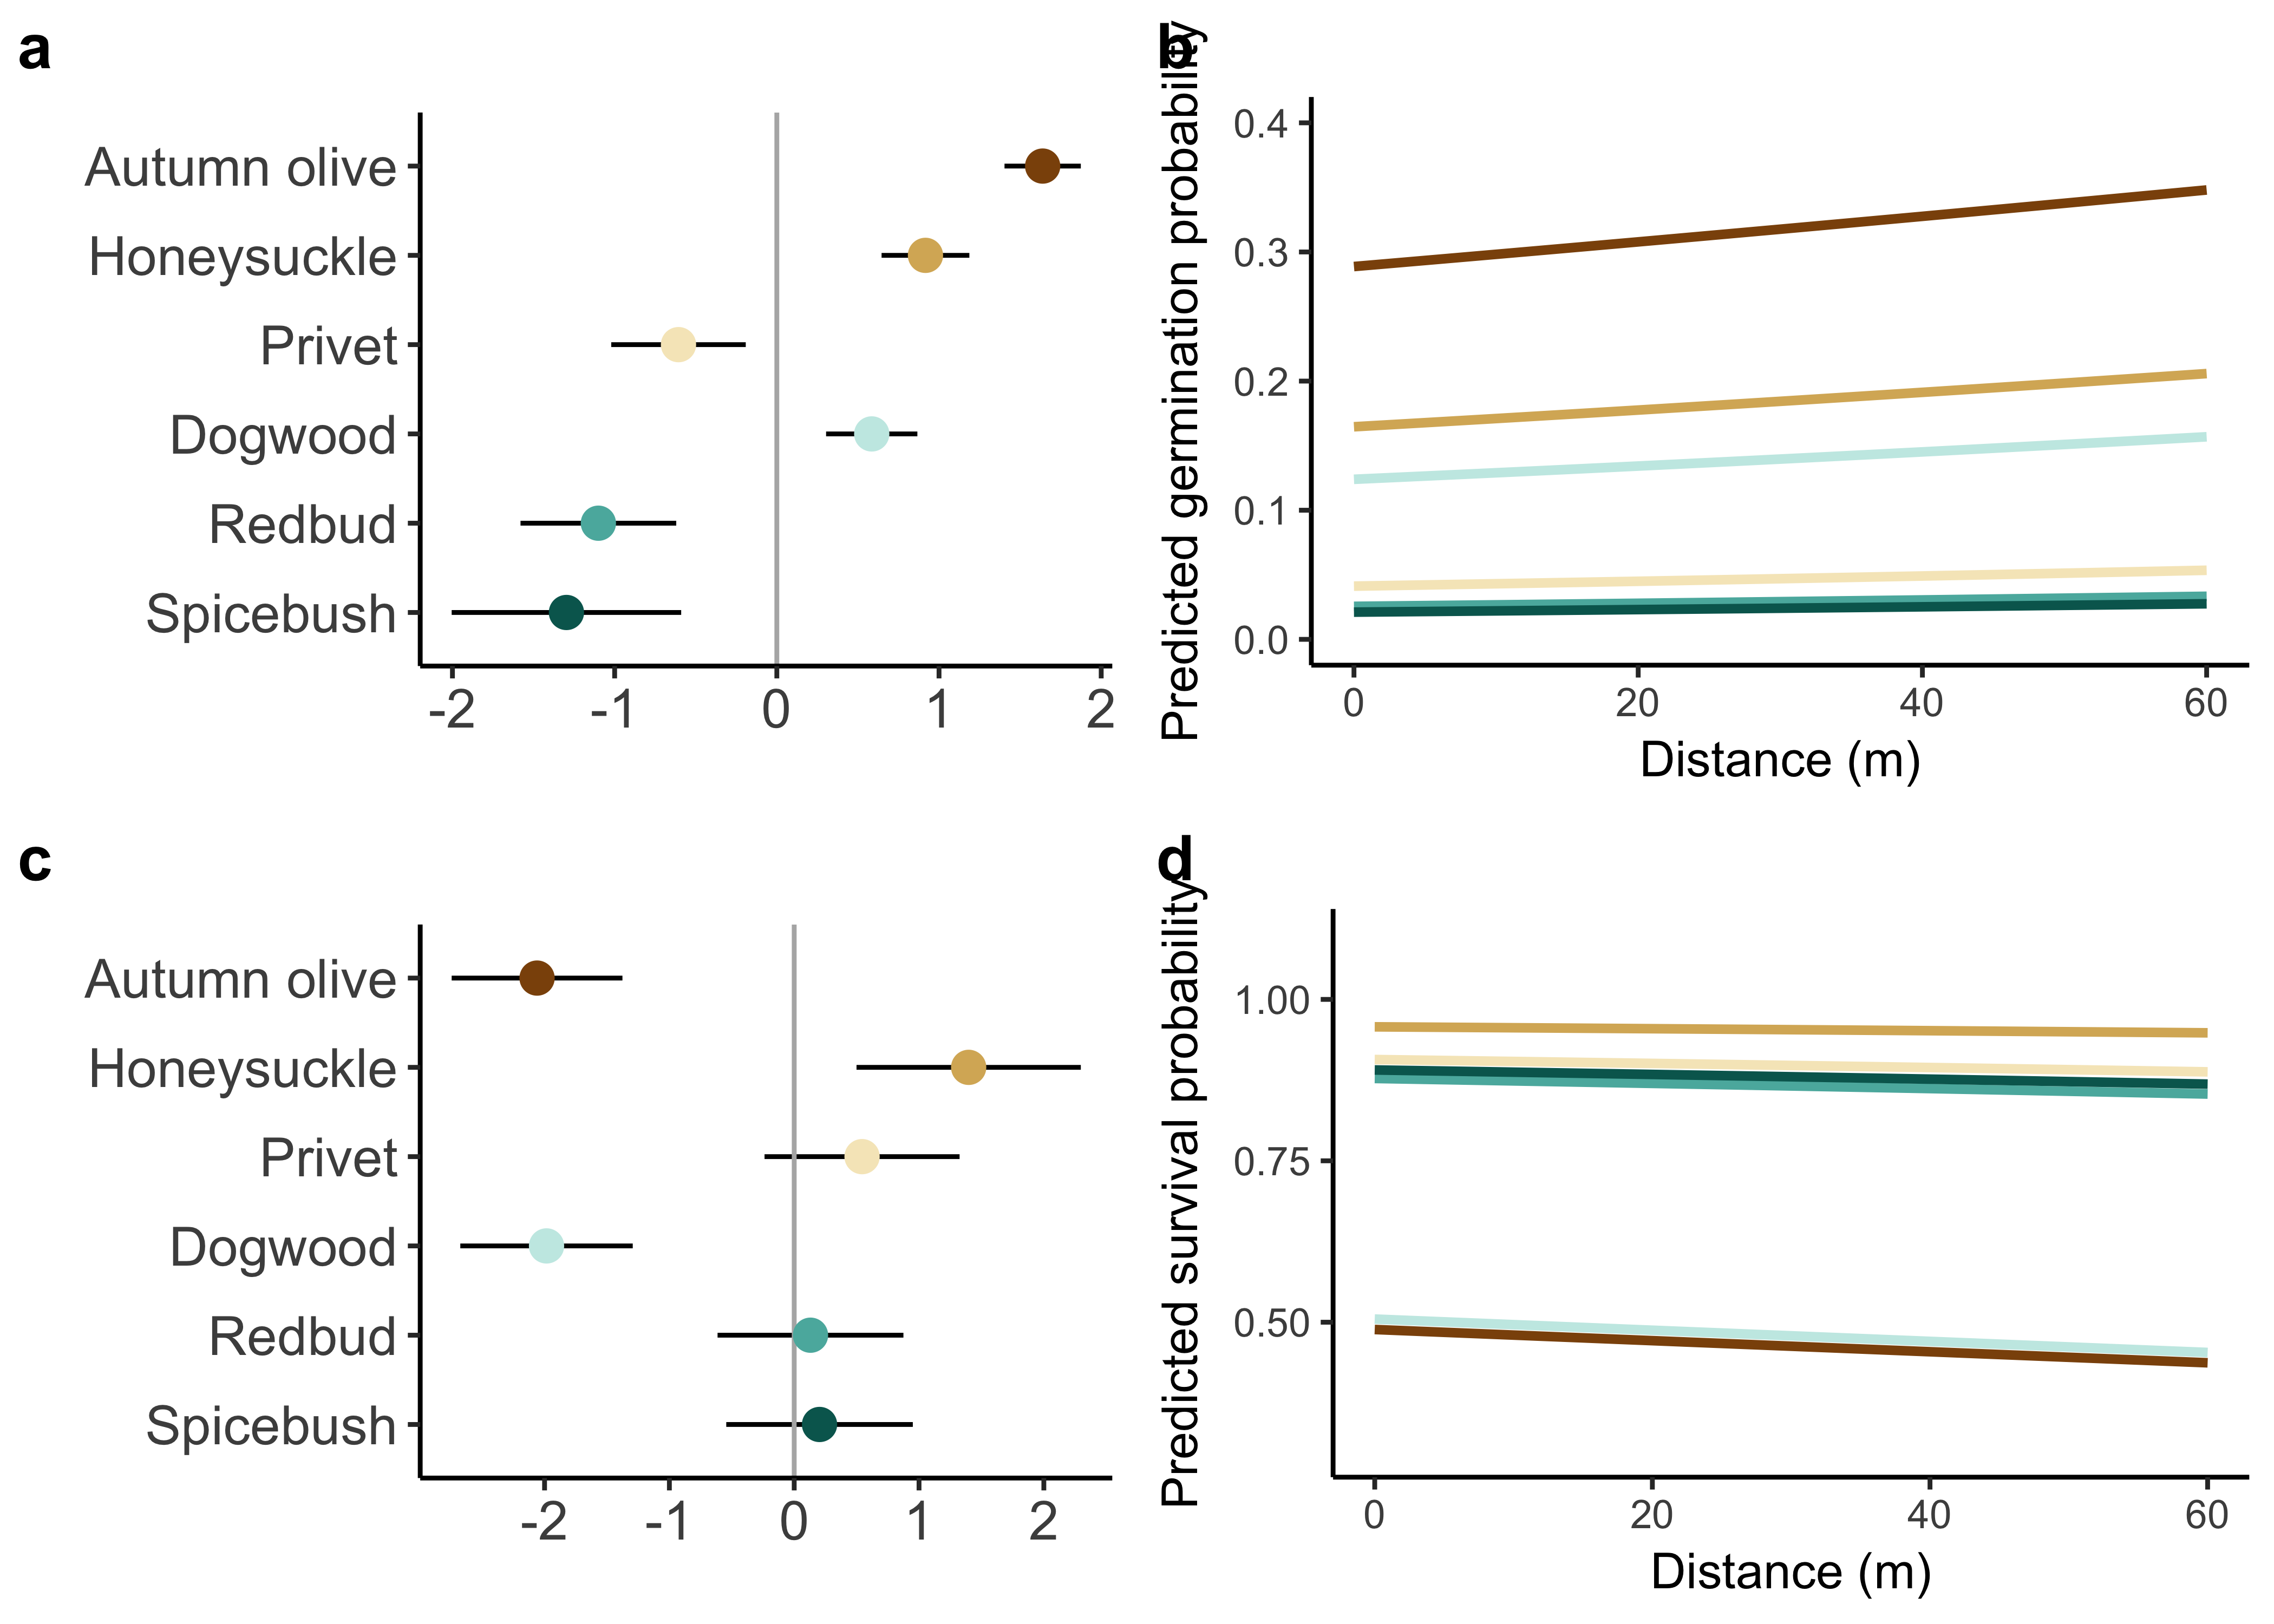 a
Autumn olive
Honeysuckle
Privet
Dogwood
Redbud
Spicebush
-2 -1 0 1 2
b
Predicted germination probability
0.4
0.3
0.2
0.1
0.0
0 20 40 60
Distance (m)
c
Autumn olive
Honeysuckle
Privet
Dogwood
Redbud
Spicebush
-2 -1 0 1 2
d
Predicted survival probability
1.00
0.75
0.50
0 20 40 60
Distance (m)